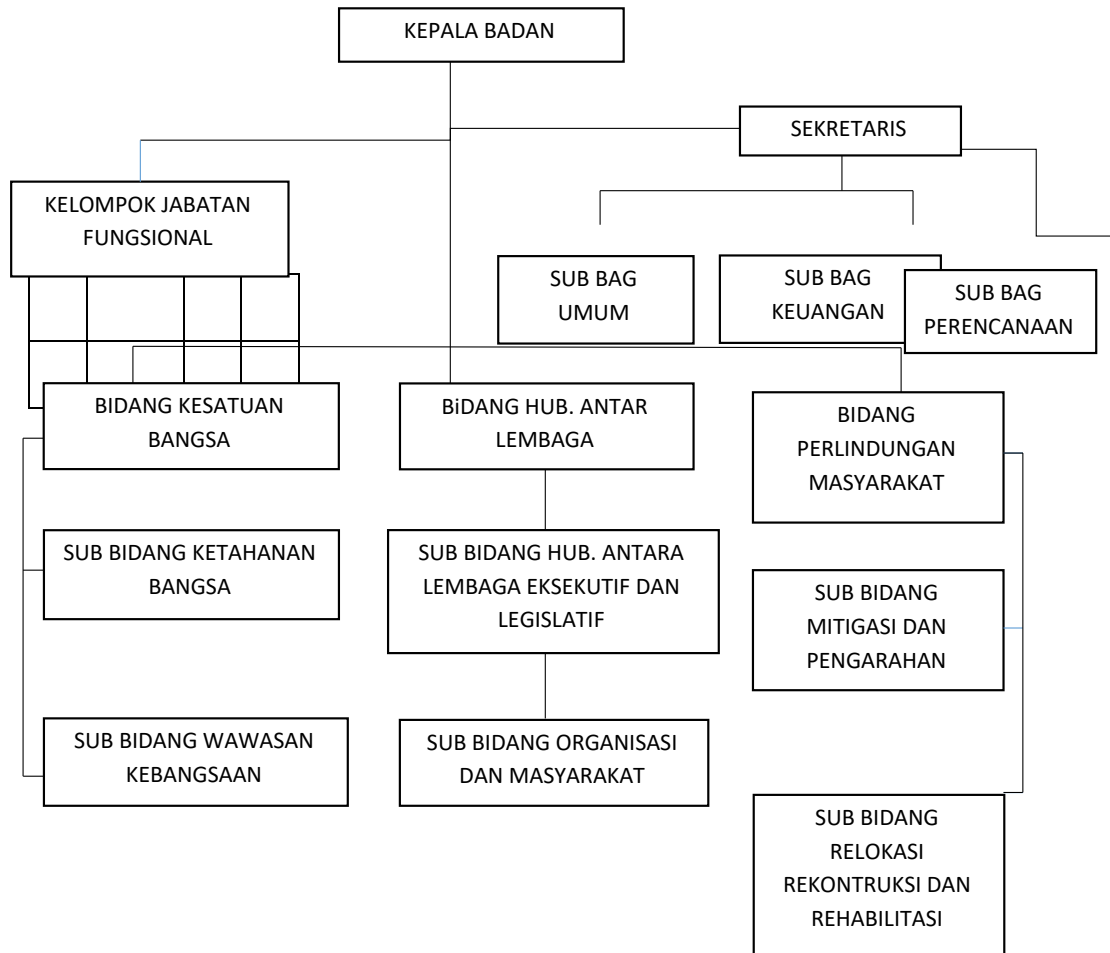 KEPALA BADAN
SEKRETARIS
KELOMPOK JABATAN
FUNGSIONAL
SUB BAG
UMUM
SUB BAG
KEUANGAN
SUB BAG
PERENCANAAN
BIDANG KESATUAN
BANGSA
BiDANG HUB. ANTAR
LEMBAGA
BIDANG
PERLINDUNGAN
MASYARAKAT
SUB BIDANG KETAHANAN
BANGSA
SUB BIDANG HUB. ANTARA
LEMBAGA EKSEKUTIF DAN
LEGISLATIF
SUB BIDANG
MITIGASI DAN
PENGARAHAN
SUB BIDANG WAWASAN
KEBANGSAAN
SUB BIDANG ORGANISASI
DAN MASYARAKAT
SUB BIDANG
RELOKASI
REKONTRUKSI DAN
REHABILITASI